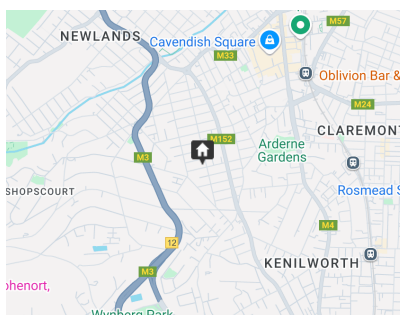 M57
NEWLANDS
Cavendish Square
M33
Oblivion Bar &
M24
M152
CLAREMONT
Arderne
Gardens
M3
SHOPSCOURT
Rosmead S
M4
12
KENILWORTH
M3
phenort,
Wynberg Park